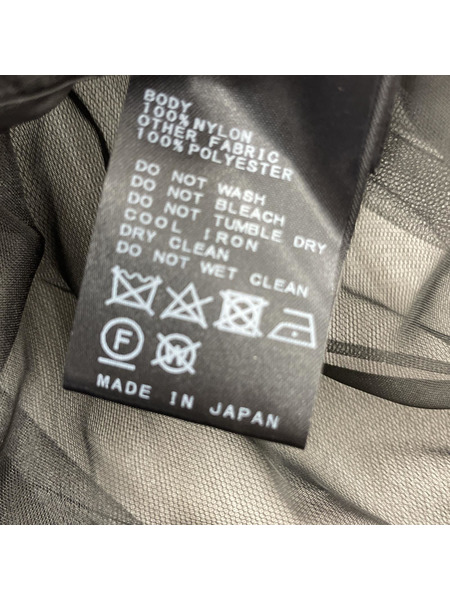 BODY
100%NYLON
OTHER FABRIC
100%POLYESTER
DO NOT WASH
DO NOT BLEACH
DO NOT TUMBLE DRY
COOL IRON
DRY CLEAN
DO NOT WET CLEAN
F W
MADE IN JAPAN